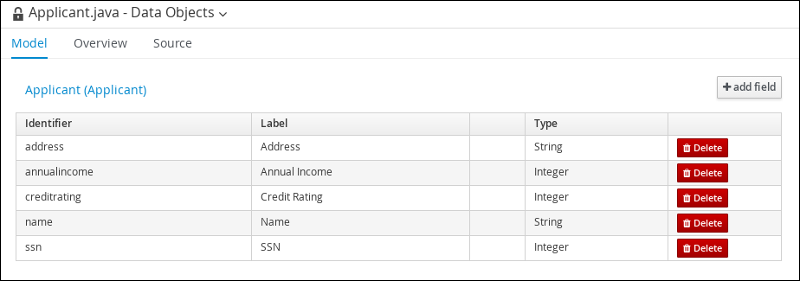 Applicant.java - Data Objects
Model Overview Source
Applicant (Applicant)
+ add field
Identifier Label Type
address Address String Delete
annualincome Annual Income Integer Delete
creditrating Credit Rating Integer Delete
name Name String Delete
ssn SSN Integer Delete